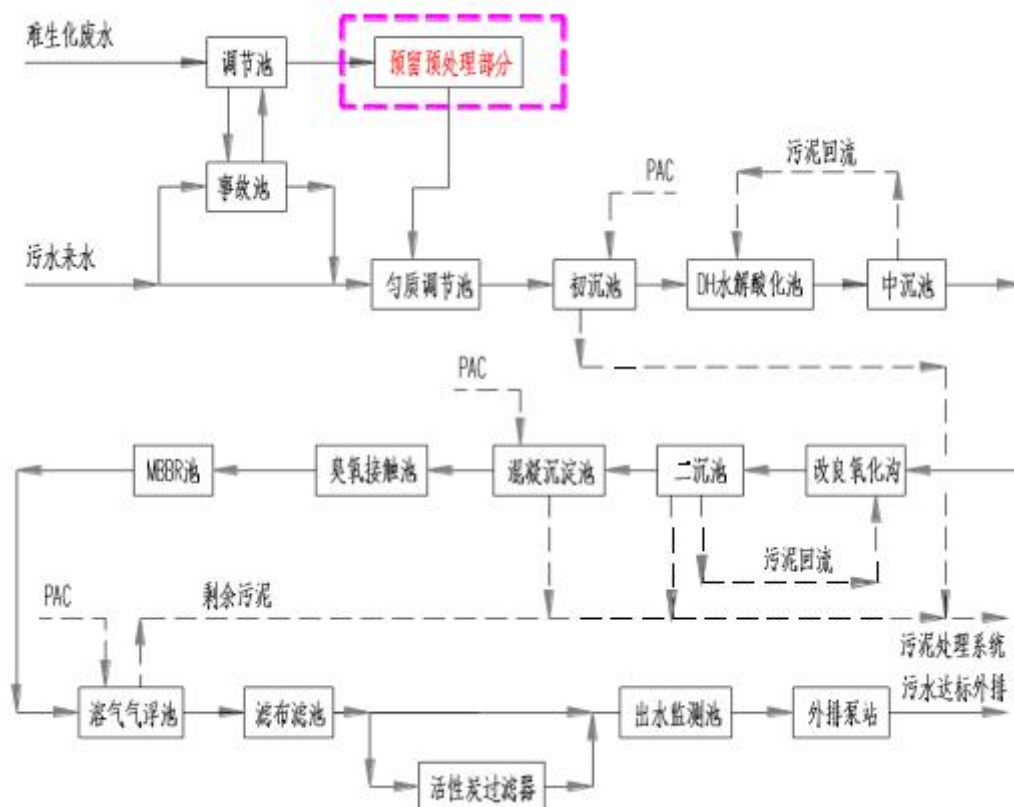 难生化废水
调节池
预留预处理部分
事故池
污水来水
匀质调节池
PAC
初沉池
污泥回流
DH水解酸化池
中沉池
PAC
MBBR池
臭氧接触池
混凝沉淀池
二沉池
改良氧化沟
污泥回流
PAC
剩余污泥
污泥处理系统
污水达标外排
溶气气浮池
滤布滤池
出水监测池
外排泵站
活性炭过滤器